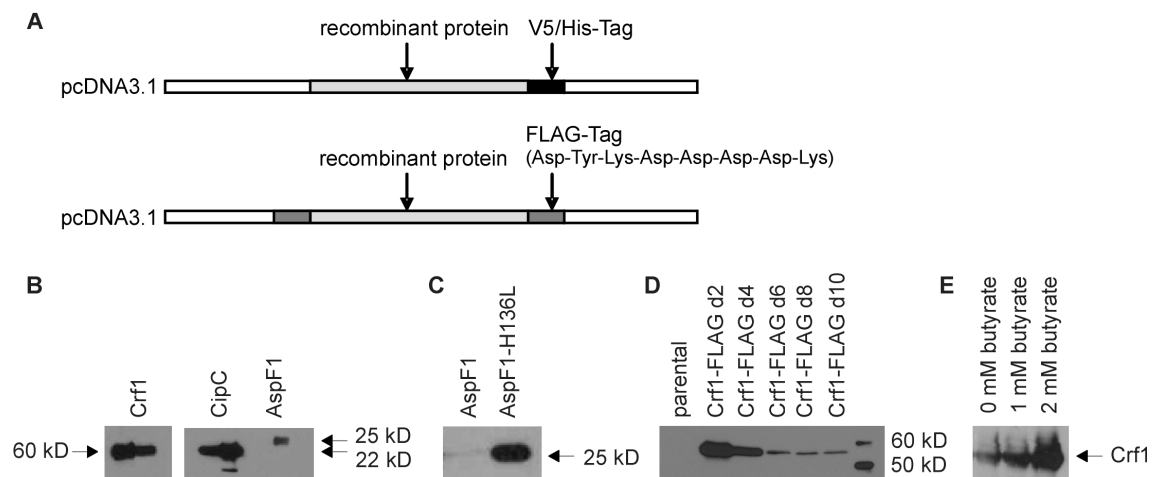 A
recombinant protein V5/His-Tag
pcDNA3.1
FLAG-Tag
recombinant protein (Asp-Tyr-Lys-Asp-Asp-Asp-Asp-Lys)
pcDNA3.1
B
Crf1
CipC
AspF1
60 kD
25 kD
22 kD
C
AspF1
AspF1-H136L
25 kD
D
parental
Crf1-FLAG d2
Crf1-FLAG d4
Crf1-FLAG d6
Crf1-FLAG d8
Crf1-FLAG d10
60 kD
50 kD
E
0 mM butyrate
1 mM butyrate
2 mM butyrate
Crf1